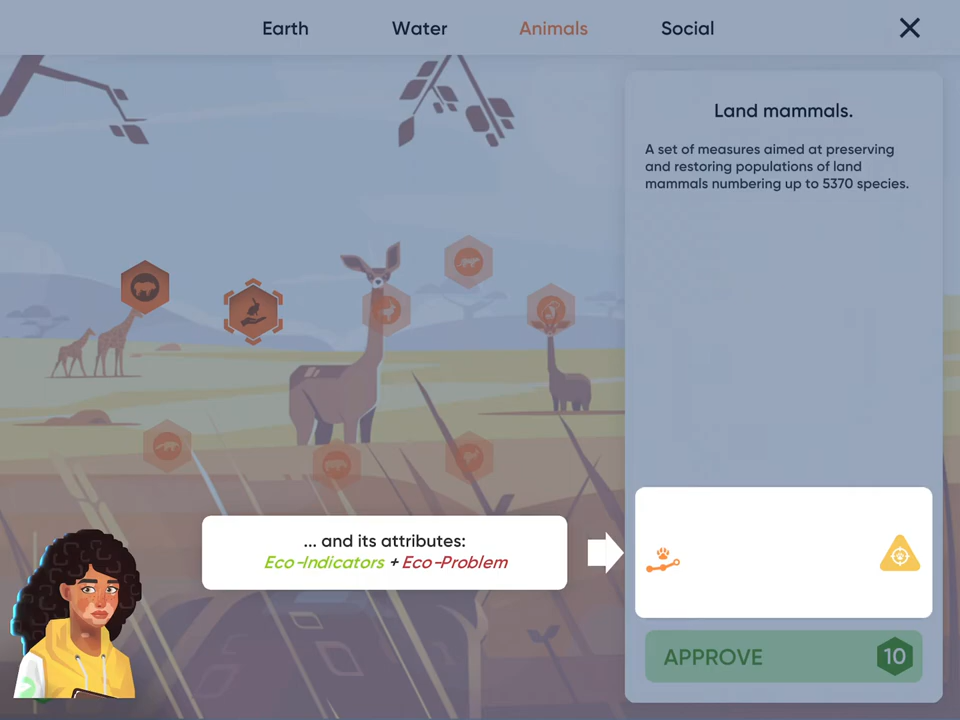 Earth Water Animals Social
Land mammals.
A set of measures aimed at preserving
and restoring populations of land
mammals numbering up to 5370 species.
... and its attributes:
Eco-Indicators + Eco-Problem
APPROVE 10